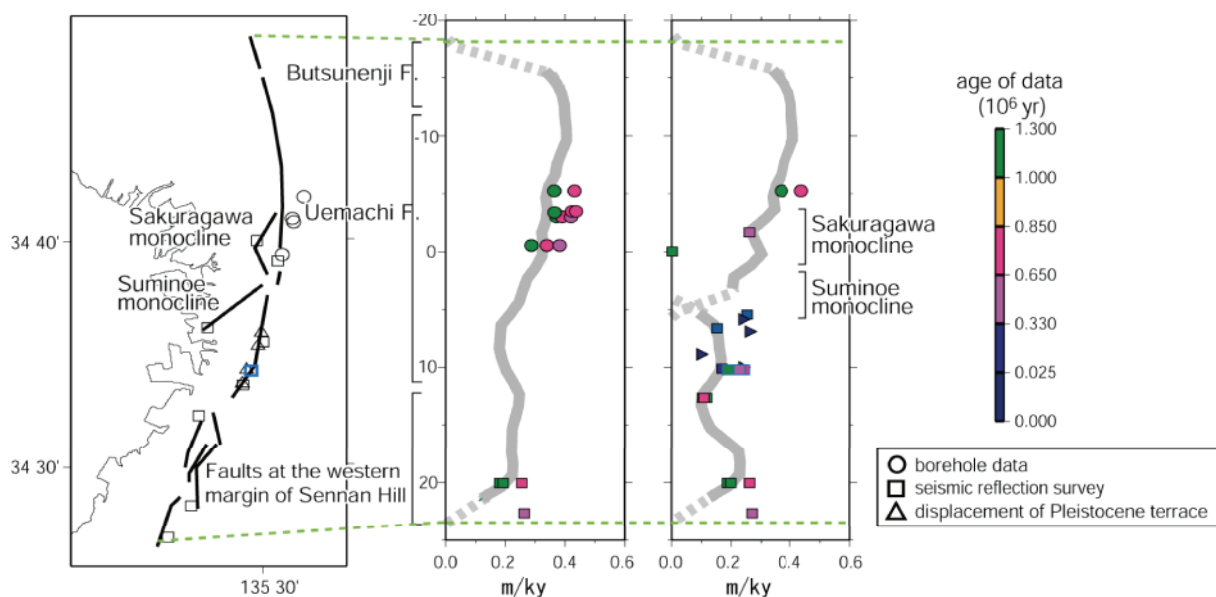 Butsunenji F.
Sakuragawa
monocline
Uemachi F.
34 40'
Suminoe
monocline
34 30'
Faults at the western
margin of Sennan Hill
135 30'
-20
-10
0
10
20
0.0 0.2 0.4 0.6
m/ky
Sakuragawa
monocline
Suminoe
monocline
0.0 0.2 0.4 0.6
m/ky
age of data
(10⁶ yr)
1.300
1.000
0.850
0.650
0.330
0.025
0.000
borehole data
seismic reflection survey
displacement of Pleistocene terrace